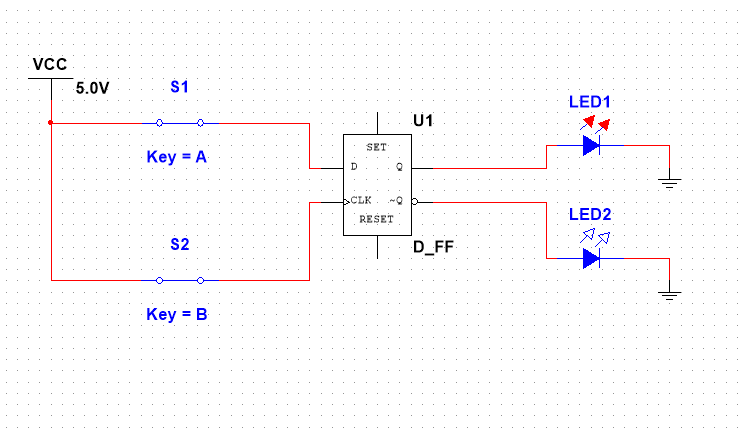 VCC
5.0V
S1
Key = A
U1
SET
D
Q
CLK
~Q
RESET
D_FF
LED1
LED2
S2
Key = B